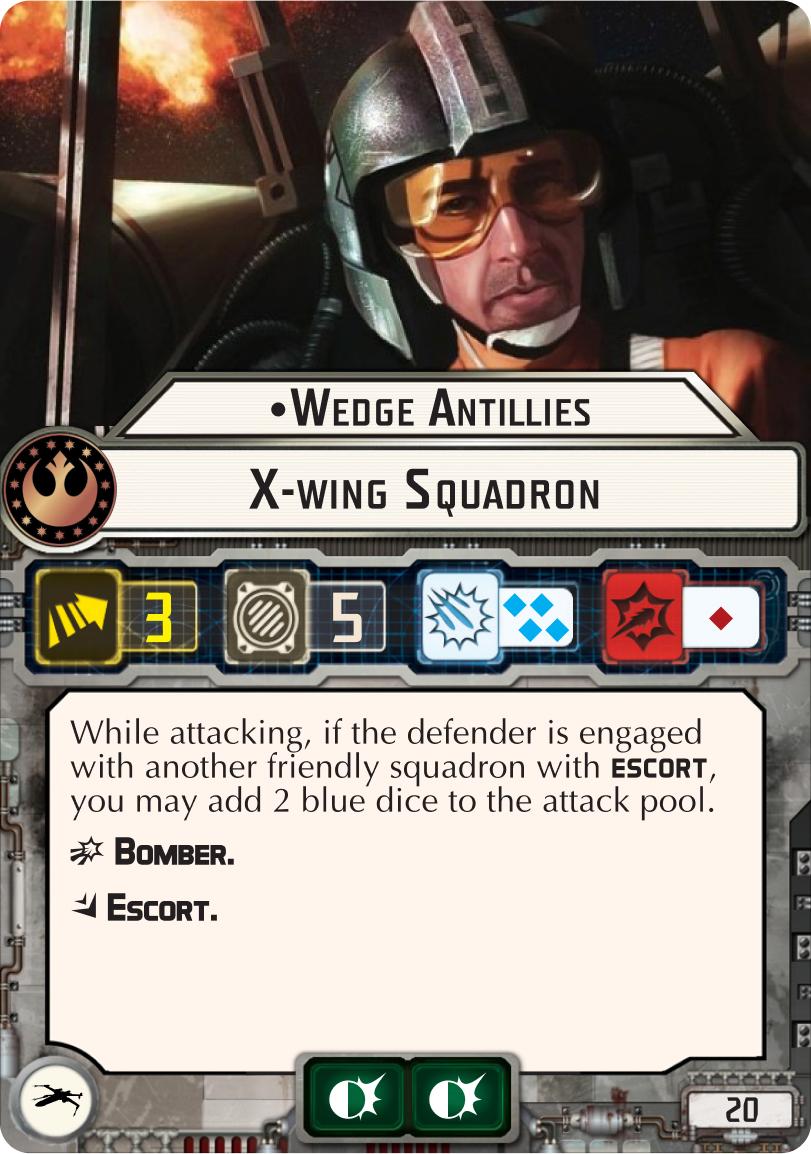 •Wedge Antillies
X-wing Squadron
3
5
While attacking, if the defender is engaged
with another friendly squadron with ESCORT,
you may add 2 blue dice to the attack pool.
Bomber.
Escort.
20